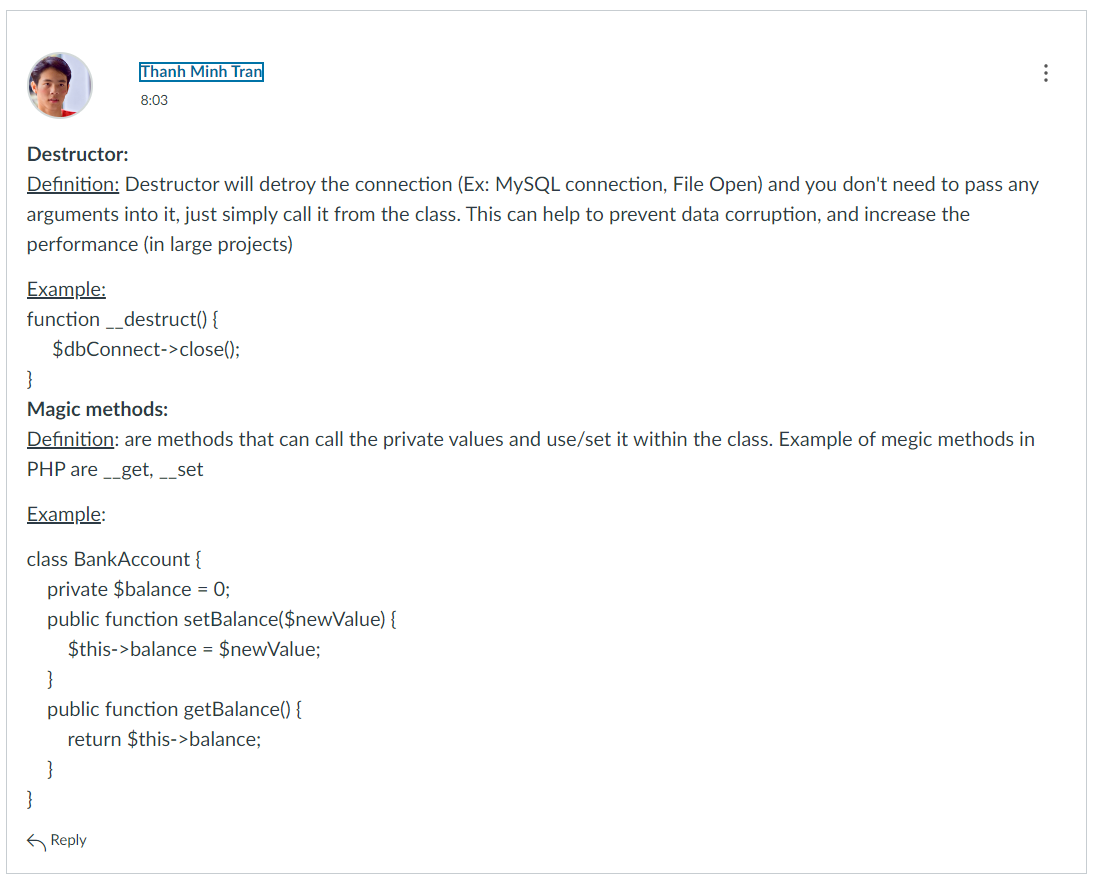 Thanh Minh Tran
8:03
Destructor:
Definition: Destructor will detroy the connection (Ex: MySQL connection, File Open) and you don't need to pass any
arguments into it, just simply call it from the class. This can help to prevent data corruption, and increase the
performance (in large projects)
Example:
function __destruct() {
$dbConnect->close();
}
Magic methods:
Definition: are methods that can call the private values and use/set it within the class. Example of megic methods in
PHP are __get, __set
Example:
class BankAccount {
private $balance = 0;
public function setBalance($newValue) {
$this->balance = $newValue;
}
public function getBalance() {
return $this->balance;
}
}
Reply